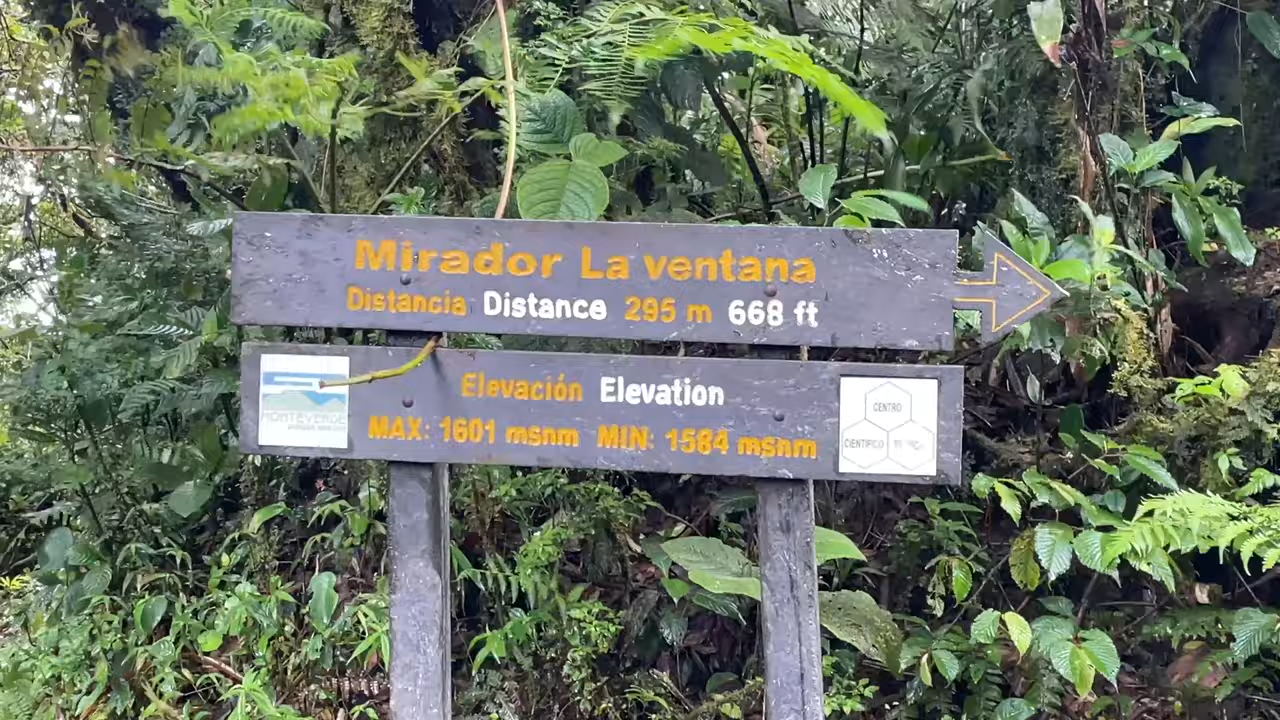 Mirador La ventana
Distancia Distance 295 m 668 ft
Elevación Elevation
MAX: 1601 msnm MIN: 1584 msnm
MONTEVERDE
CENTRO
CIENTIFICO